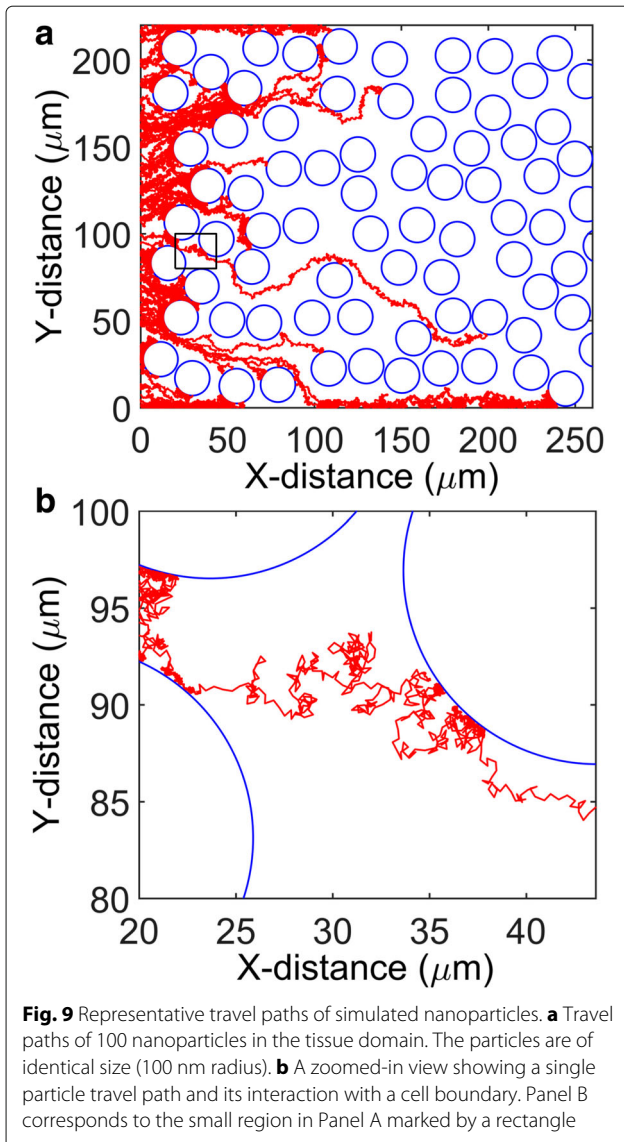 a
200
150
100
50
0
Y-distance (μm)
0 50 100 150 200 250
X-distance (μm)
b
100
95
90
85
80
Y-distance (μm)
20 25 30 35 40
X-distance (μm)
Fig. 9 Representative travel paths of simulated nanoparticles. a Travel
paths of 100 nanoparticles in the tissue domain. The particles are of
identical size (100 nm radius). b A zoomed-in view showing a single
particle travel path and its interaction with a cell boundary. Panel B
corresponds to the small region in Panel A marked by a rectangle